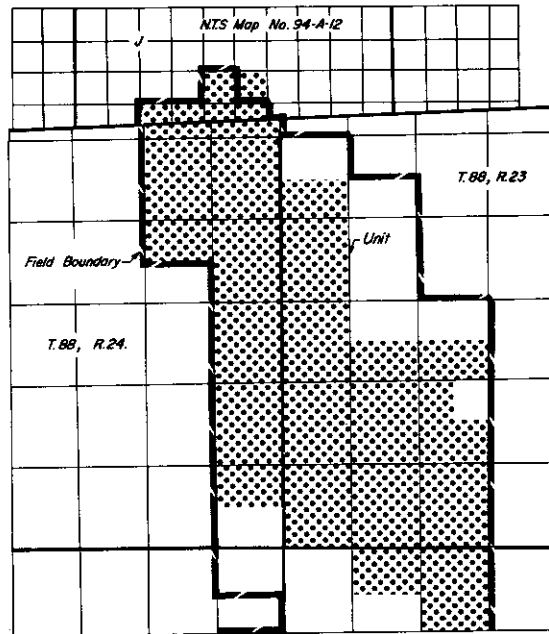 N.T.S Map No. 94-A-12
J
T. 88, R. 23
Unit
Field Boundary
T. 88, R. 24.